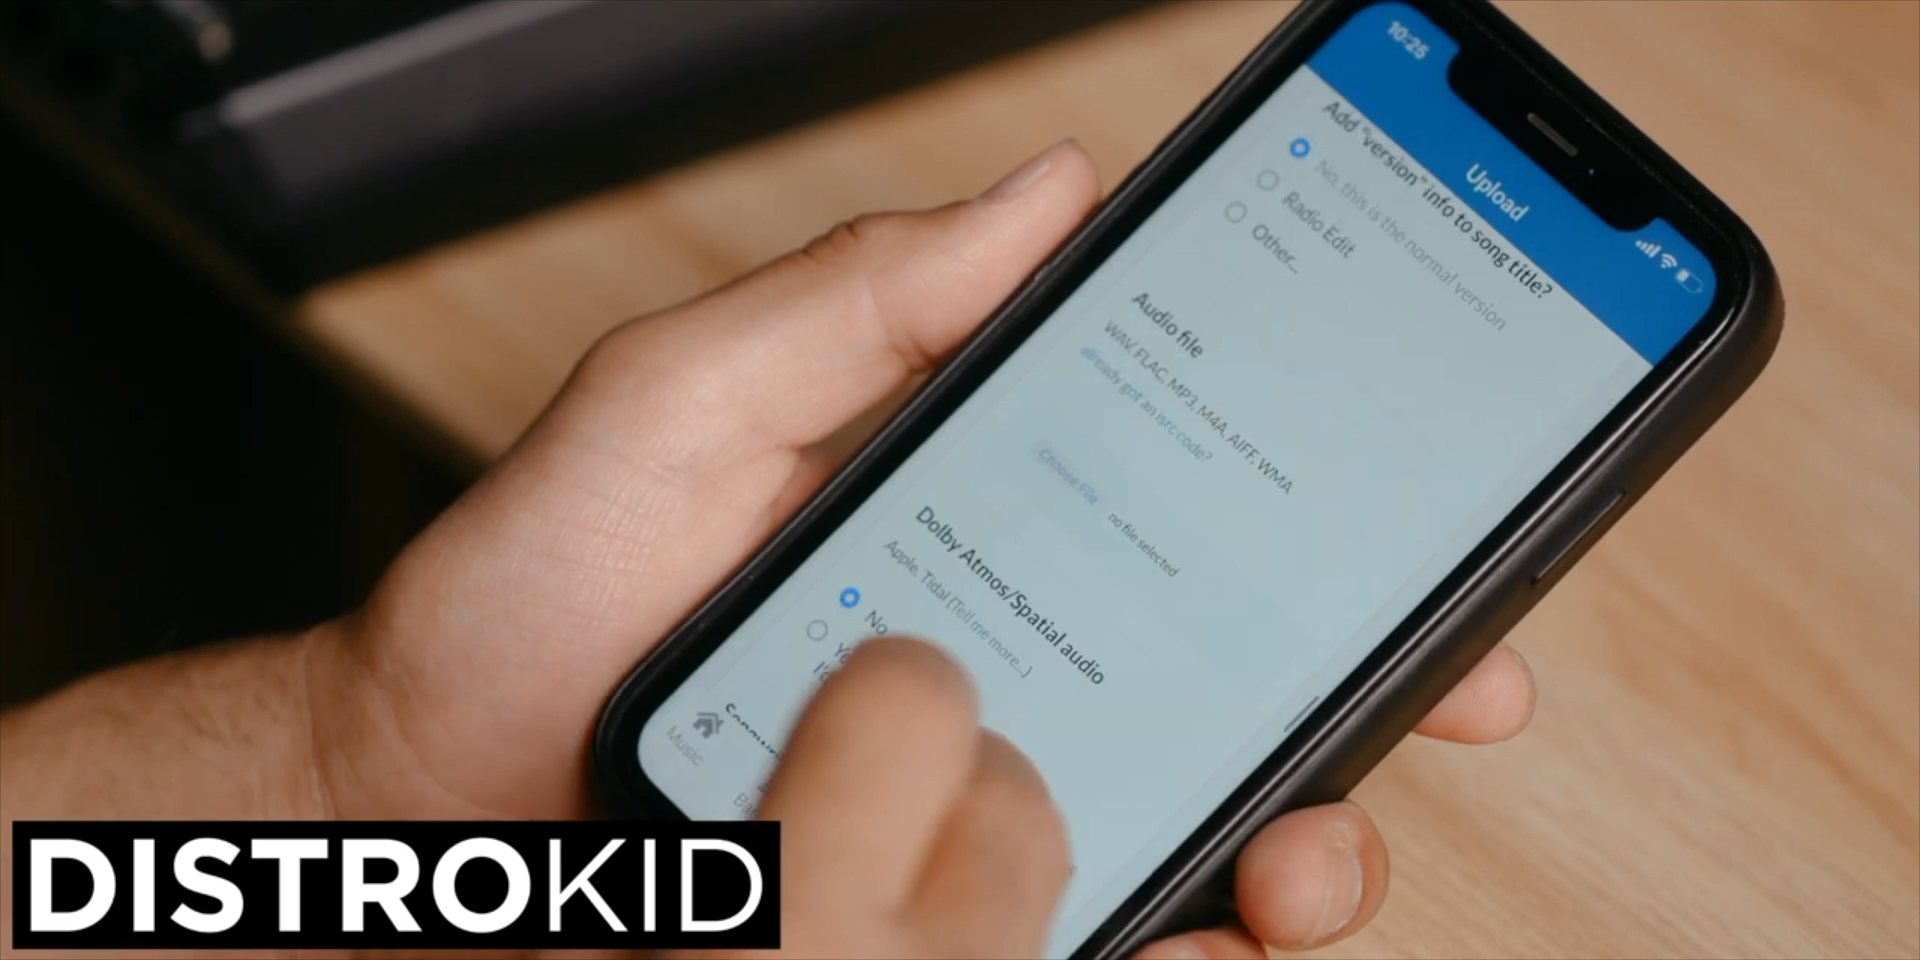 10:25
Upload
Add "version" info to song title?
No, this is the normal version
Radio Edit
Other...
Audio file
WAV, FLAC, MP3, M4A, AIFF, WMA
already got an isrc code?
Choose File no file selected
Dolby Atmos/Spatial audio
Apple, Tidal (Tell me more...)
No
Music
DISTROKID